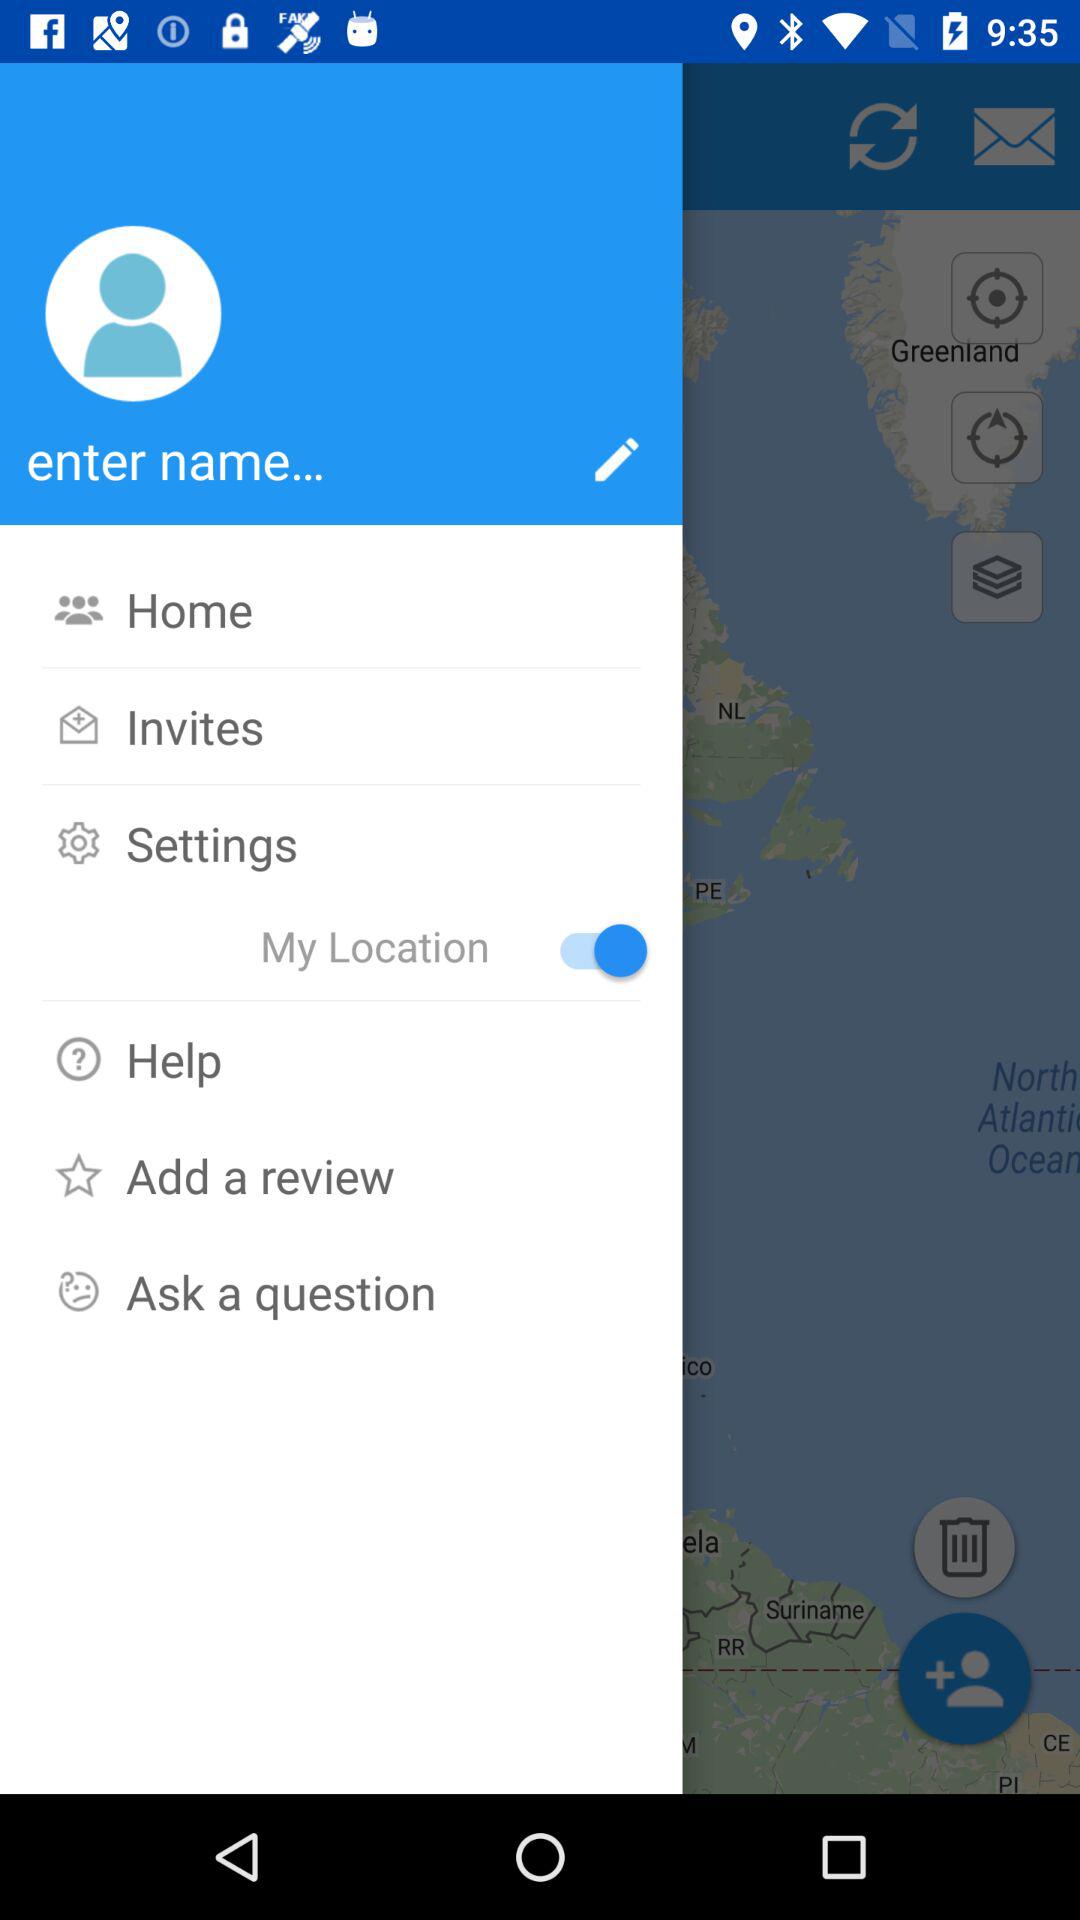 FAKE
9:35
enter name...
Home
Invites
Settings
My Location
Help
Add a review
Ask a question
Greenland
NL
PE
North
Atlantic
Ocean
ico
ela
Suriname
RR
M
CE
PI